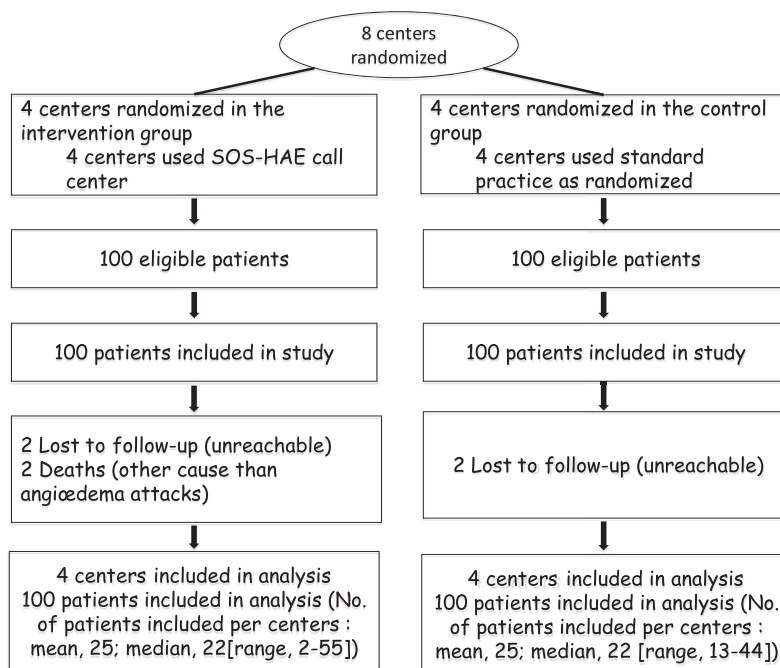 8 centers
randomized
4 centers randomized in the
intervention group
4 centers used SOS-HAE call
center
4 centers randomized in the control
group
4 centers used standard
practice as randomized
100 eligible patients
100 eligible patients
100 patients included in study
100 patients included in study
2 Lost to follow-up (unreachable)
2 Deaths (other cause than
angiœdema attacks)
2 Lost to follow-up (unreachable)
4 centers included in analysis
100 patients included in analysis (No.
of patients included per centers :
mean, 25; median, 22[range, 2-55])
4 centers included in analysis
100 patients included in analysis (No.
of patients included per centers :
mean, 25; median, 22 [range, 13-44])